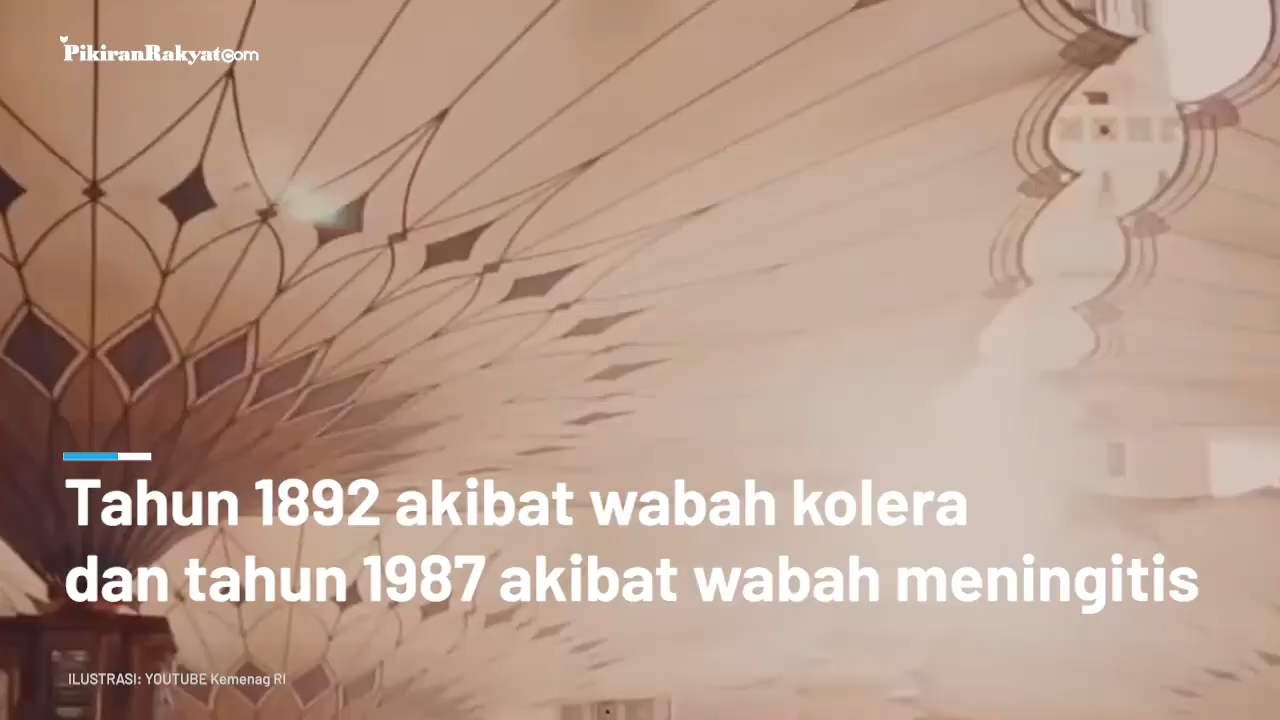 PikiranRakyat.com
Tahun 1892 akibat wabah kolera
dan tahun 1987 akibat wabah meningitis
ILUSTRASI: YOUTUBE Kemenag RI